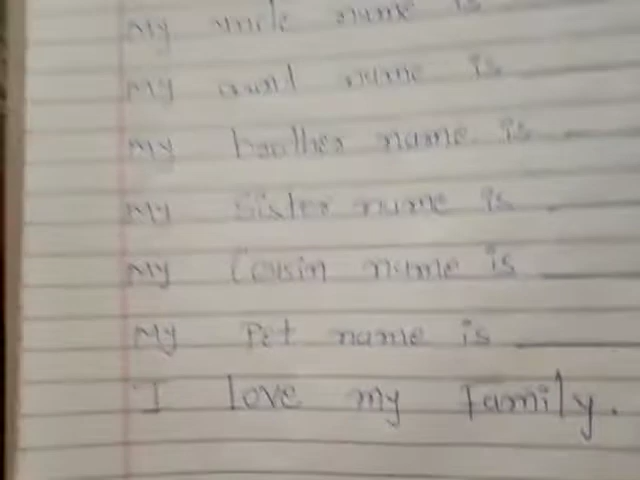 my uncle name is
my aunt name is
my brother name is
my sister name is
my Cousin name is
My Pet name is
I love my family.